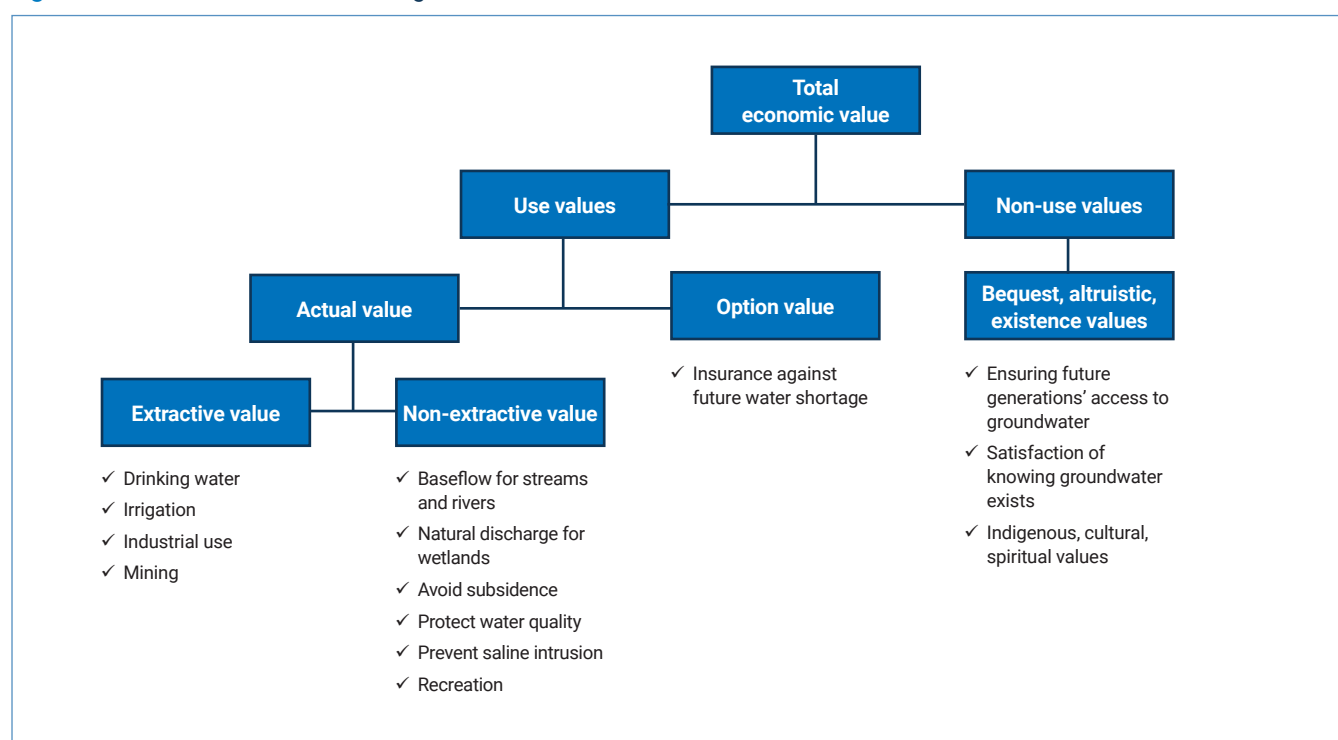 Total
economic value
Use values
Non-use values
Actual value
Option value
Bequest, altruistic,
existence values
Extractive value
Non-extractive value
✓ Insurance against
future water shortage
✓ Ensuring future
generations’ access to
groundwater
✓ Satisfaction of
knowing groundwater
exists
✓ Indigenous, cultural,
spiritual values
✓ Drinking water
✓ Irrigation
✓ Industrial use
✓ Mining
✓ Baseflow for streams
and rivers
✓ Natural discharge for
wetlands
✓ Avoid subsidence
✓ Protect water quality
✓ Prevent saline intrusion
✓ Recreation